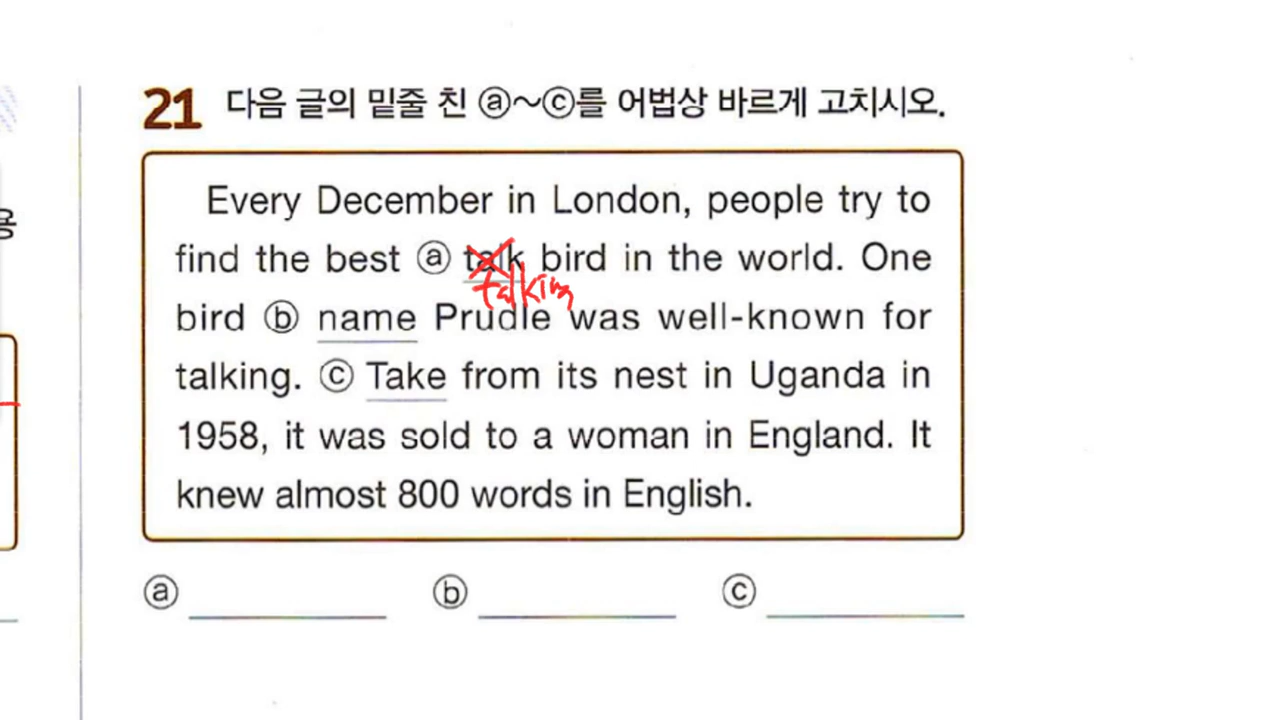 21 다음 글의 밑줄 친 ⓐ~ⓒ를 어법상 바르게 고치시오.
Every December in London, people try to
find the best ⓐ talk bird in the world. One
talking
bird ⓑ name Prudle was well-known for
talking. ⓒ Take from its nest in Uganda in
1958, it was sold to a woman in England. It
knew almost 800 words in English.
ⓐ ⓑ ⓒ